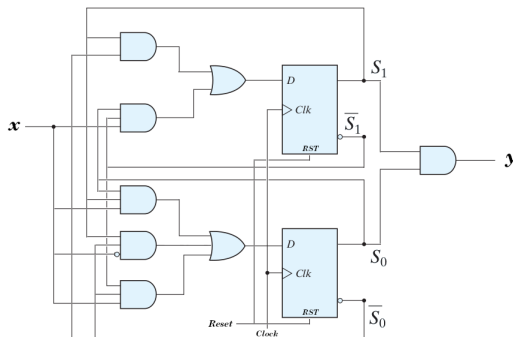 S₁
D
x
Clk
S̅₁
y
RST
D
S₀
Clk
RST
S̅₀
Reset
Clock